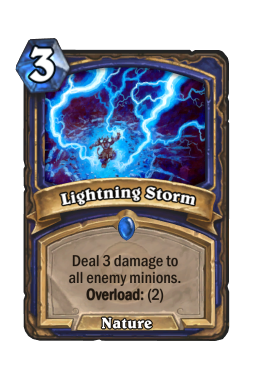 3
Lightning Storm
Deal 3 damage to
all enemy minions.
Overload: (2)
Nature